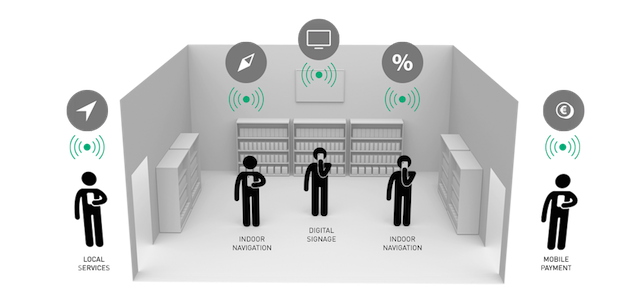 %
€
DIGITAL
SIGNAGE
INDOOR
NAVIGATION
INDOOR
NAVIGATION
LOCAL
SERVICES
MOBILE
PAYMENT